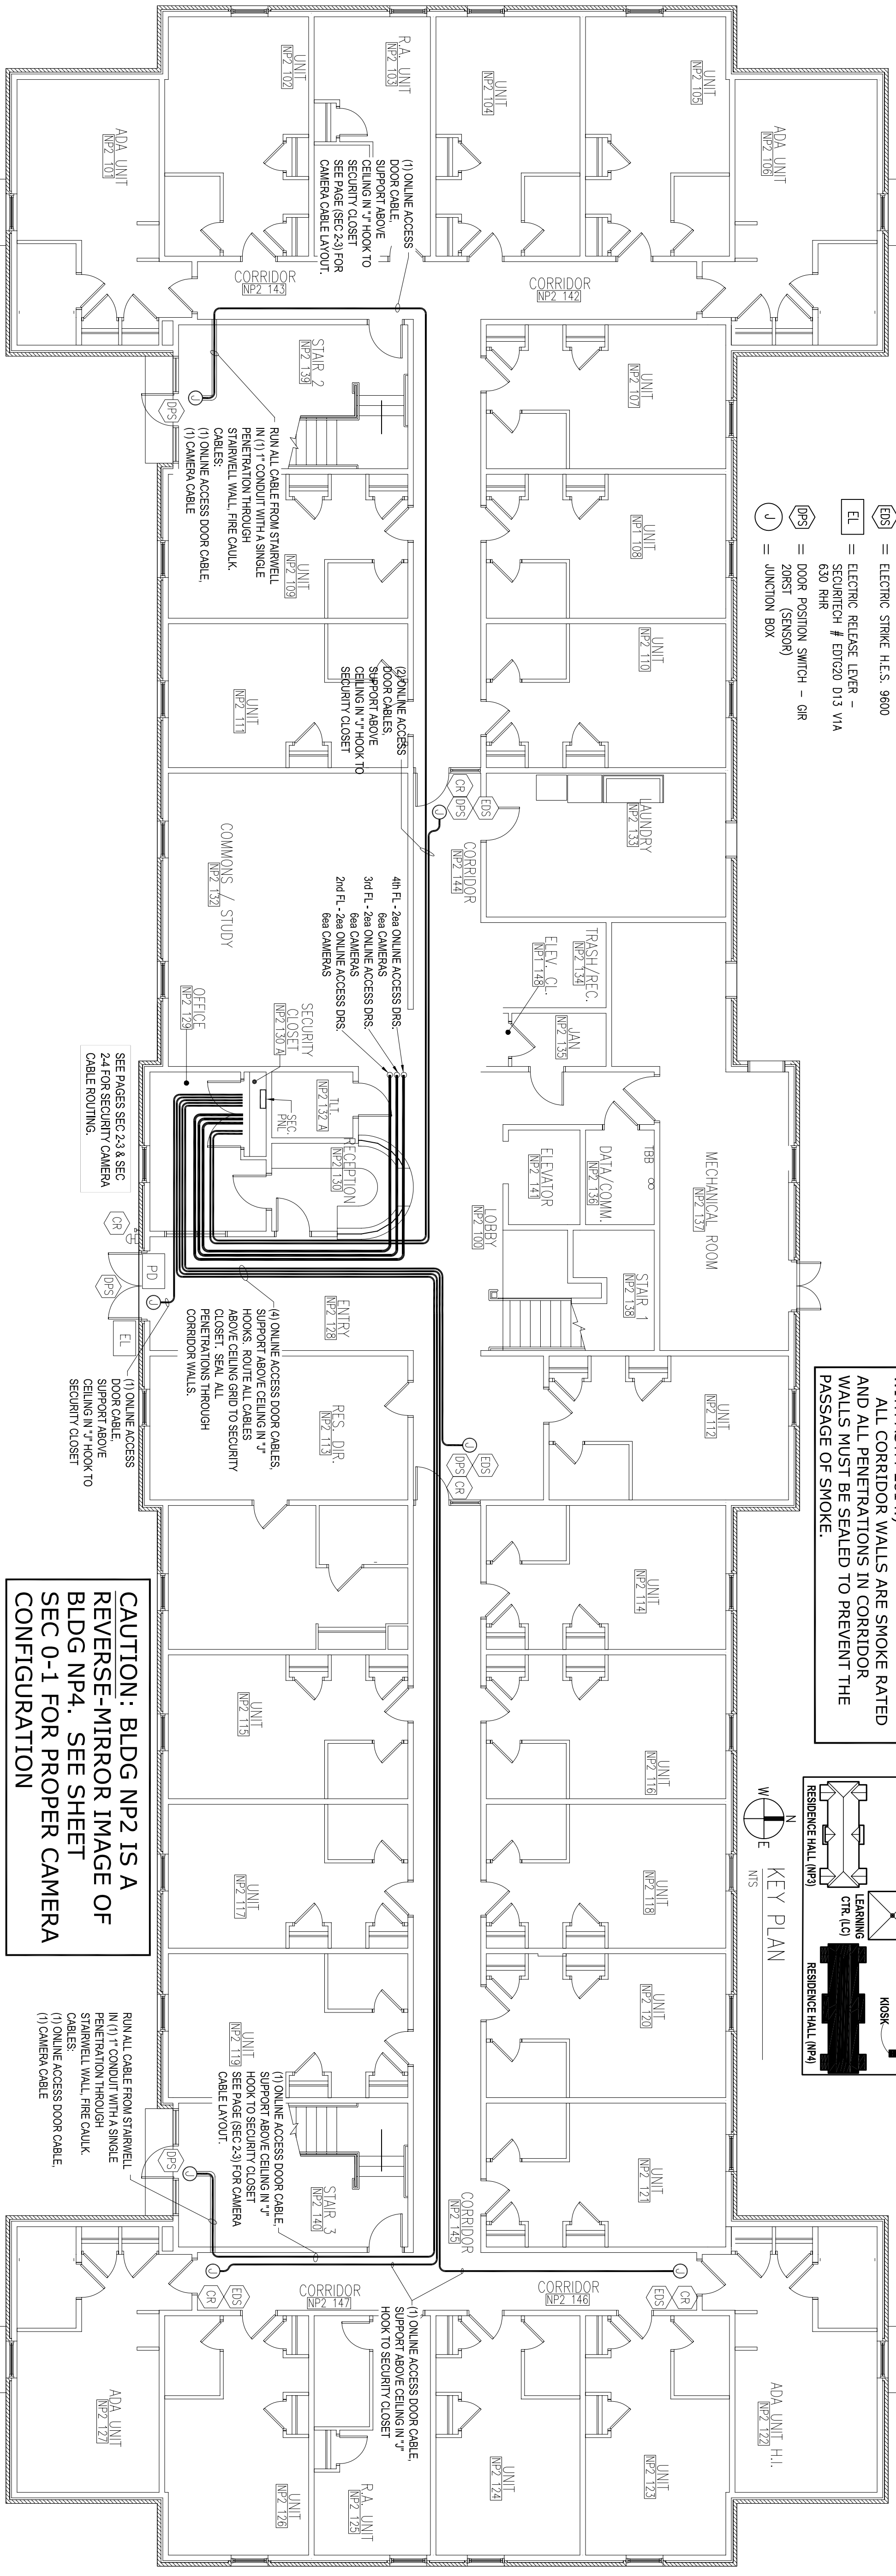 UNIT
NP2 102
R.A. UNIT
NP2 103
UNIT
NP2 104
UNIT
NP2 105
ADA UNIT
NP2 101
ADA UNIT
NP2 106
(1) ONLINE ACCESS
DOOR CABLE,
SUPPORT ABOVE
CEILING IN "J" HOOK TO
SECURITY CLOSET
SEE PAGE (SEC 2-3) FOR
CAMERA CABLE LAYOUT.
CORRIDOR
NP2 143
CORRIDOR
NP2 142
STAIR 2
NP2 139
J
DPS
RUN ALL CABLE FROM STAIRWELL
IN (1) 1" CONDUIT WITH A SINGLE
PENETRATION THROUGH
STAIRWELL WALL, FIRE CAULK.
CABLES:
(1) ONLINE ACCESS DOOR CABLE,
(1) CAMERA CABLE
UNIT
NP2 107
UNIT
NP1 108
UNIT
NP2 109
UNIT
NP2 110
UNIT
NP2 111
EDS = ELECTRIC STRIKE H.E.S. 9600
EL = ELECTRIC RELEASE LEVER –
SECURITECH # EDTG20 D13 V1A
630 RHR
DPS = DOOR POSITION SWITCH – GIR
20RST (SENSOR)
J = JUNCTION BOX
(2) ONLINE ACCESS
DOOR CABLES,
SUPPORT ABOVE
CEILING IN "J" HOOK TO
SECURITY CLOSET
CR
DPS
EDS
J
LAUNDRY
NP2 133
CORRIDOR
NP2 144
COMMONS / STUDY
NP2 132
4th FL - 2ea ONLINE ACCESS DRS.
6ea CAMERAS
3rd FL - 2ea ONLINE ACCESS DRS.
6ea CAMERAS
2nd FL - 2ea ONLINE ACCESS DRS.
6ea CAMERAS
TRASH/REC.
NP2 134
ELEV. CL.
NP1 148
JAN
NP2 135
OFFICE
NP2 129
SECURITY
CLOSET
NP2 130 A
SEC.
PNL
TLT.
NP2 132 A
RECEPTION
NP2 130
SEE PAGES SEC 2-3 & SEC
2-4 FOR SECURITY CAMERA
CABLE ROUTING.
MECHANICAL ROOM
NP2 137
TBB
DATA/COMM.
NP2 136
ELEVATOR
NP2 141
LOBBY
NP2 100
STAIR 1
NP2 138
CR
DPS
PD
J
EL
ENTRY
NP2 128
(4) ONLINE ACCESS DOOR CABLES,
SUPPORT ABOVE CEILING IN "J"
HOOKS. ROUTE ALL CABLES
ABOVE CEILING GRID TO SECURITY
CLOSET. SEAL ALL
PENETRATIONS THROUGH
CORRIDOR WALLS.
(1) ONLINE ACCESS
DOOR CABLE,
SUPPORT ABOVE
CEILING IN "J" HOOK TO
SECURITY CLOSET
RES. DIR.
NP2 113
UNIT
NP2 112
J
EDS
DPS
CR
ALL CORRIDOR WALLS ARE SMOKE RATED
AND ALL PENETRATIONS IN CORRIDOR
WALLS MUST BE SEALED TO PREVENT THE
PASSAGE OF SMOKE.
UNIT
NP2 114
UNIT
NP2 115
UNIT
NP2 116
UNIT
NP2 117
UNIT
NP2 118
UNIT
NP2 119
UNIT
NP2 120
UNIT
NP2 121
CAUTION: BLDG NP2 IS A
REVERSE-MIRROR IMAGE OF
BLDG NP4. SEE SHEET
SEC 0-1 FOR PROPER CAMERA
CONFIGURATION
RESIDENCE HALL (NP3)
LEARNING
CTR. (LC)
RESIDENCE HALL (NP4)
KIOSK
N
W
E
KEY PLAN
NTS
RUN ALL CABLE FROM STAIRWELL
IN (1) 1" CONDUIT WITH A SINGLE
PENETRATION THROUGH
STAIRWELL WALL, FIRE CAULK.
CABLES:
(1) ONLINE ACCESS DOOR CABLE,
(1) CAMERA CABLE
(1) ONLINE ACCESS DOOR CABLE,
SUPPORT ABOVE CEILING IN "J"
HOOK TO SECURITY CLOSET
SEE PAGE (SEC 2-3) FOR CAMERA
CABLE LAYOUT.
DPS
J
STAIR 3
NP2 140
CORRIDOR
NP2 145
J
CR
EDS
CORRIDOR
NP2 147
CORRIDOR
NP2 146
J
EDS
CR
(1) ONLINE ACCESS DOOR CABLE,
SUPPORT ABOVE CEILING IN "J"
HOOK TO SECURITY CLOSET
ADA UNIT H.I.
NP2 122
UNIT
NP2 123
UNIT
NP2 124
R.A. UNIT
NP2 125
UNIT
NP2 126
ADA UNIT
NP2 127